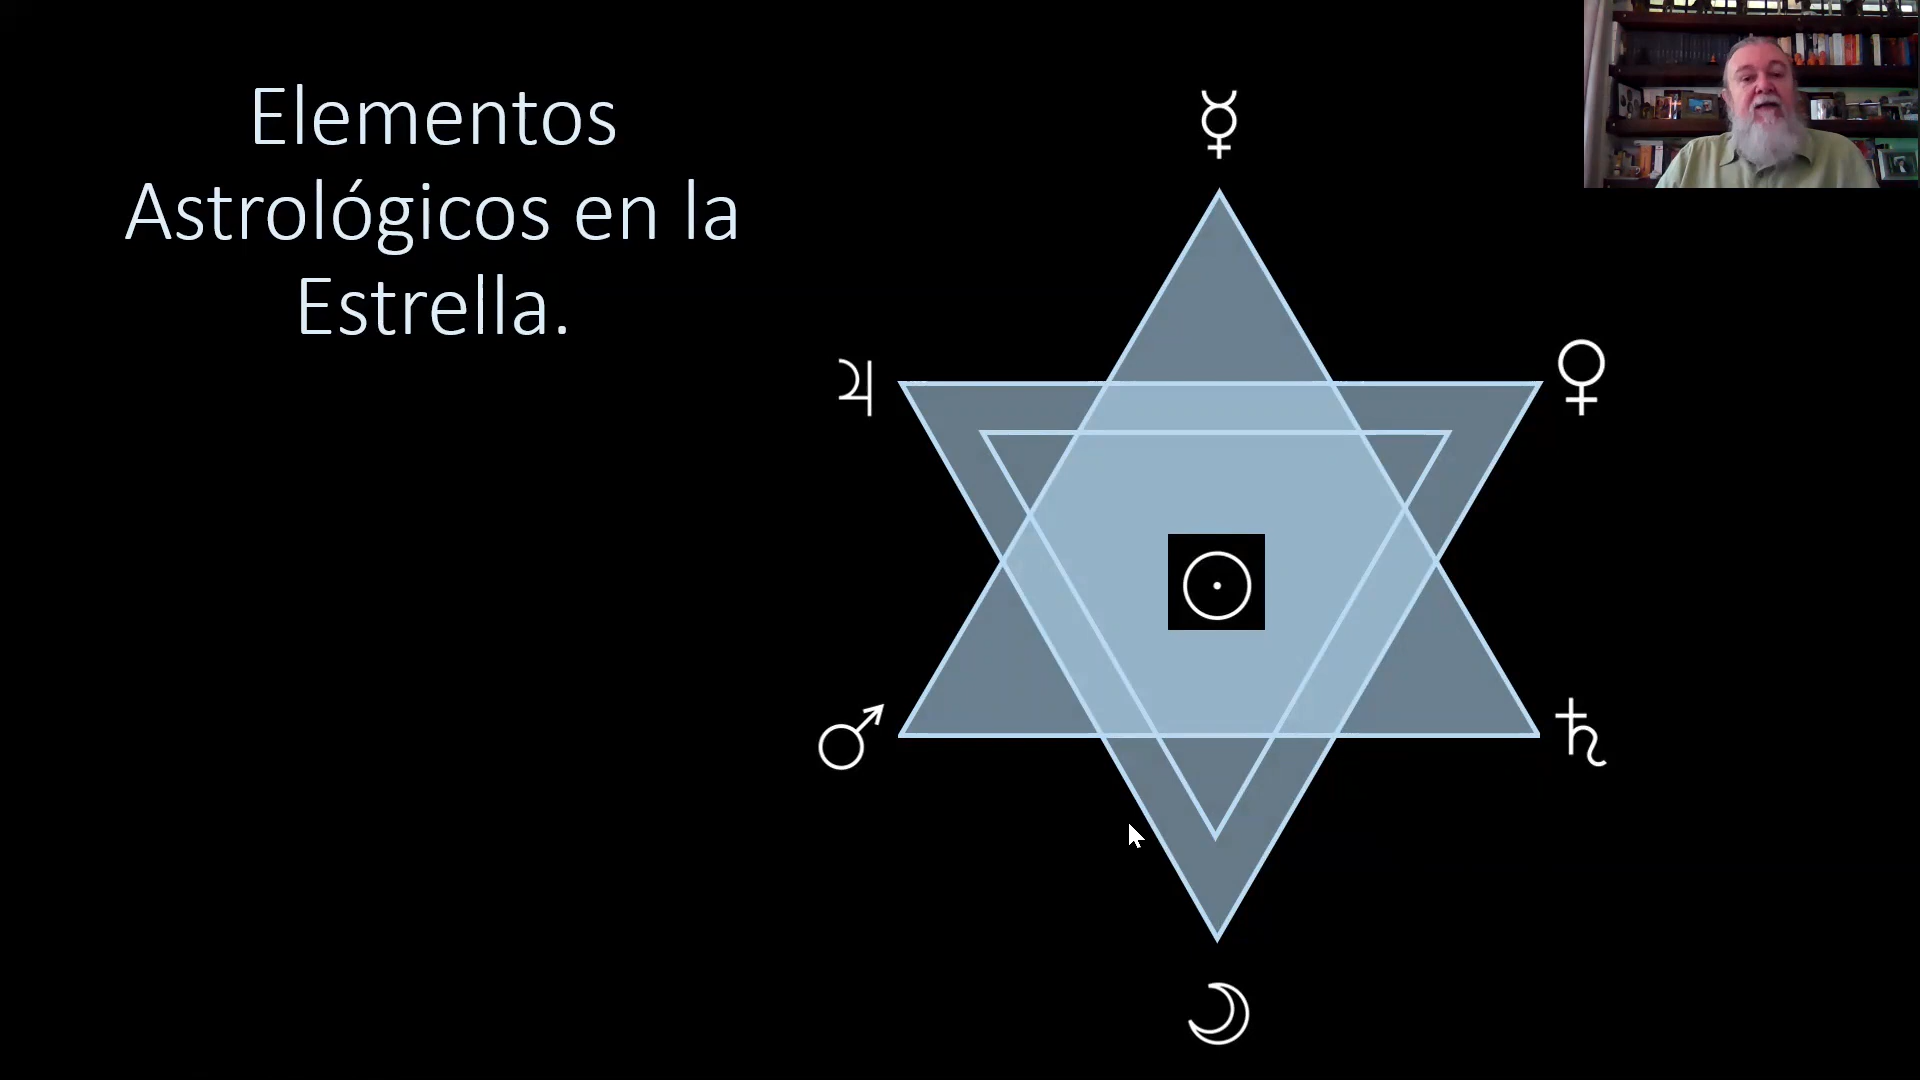 Elementos
Astrológicos en la
Estrella.
☿
♃
♀
☉
♂
♄
☽